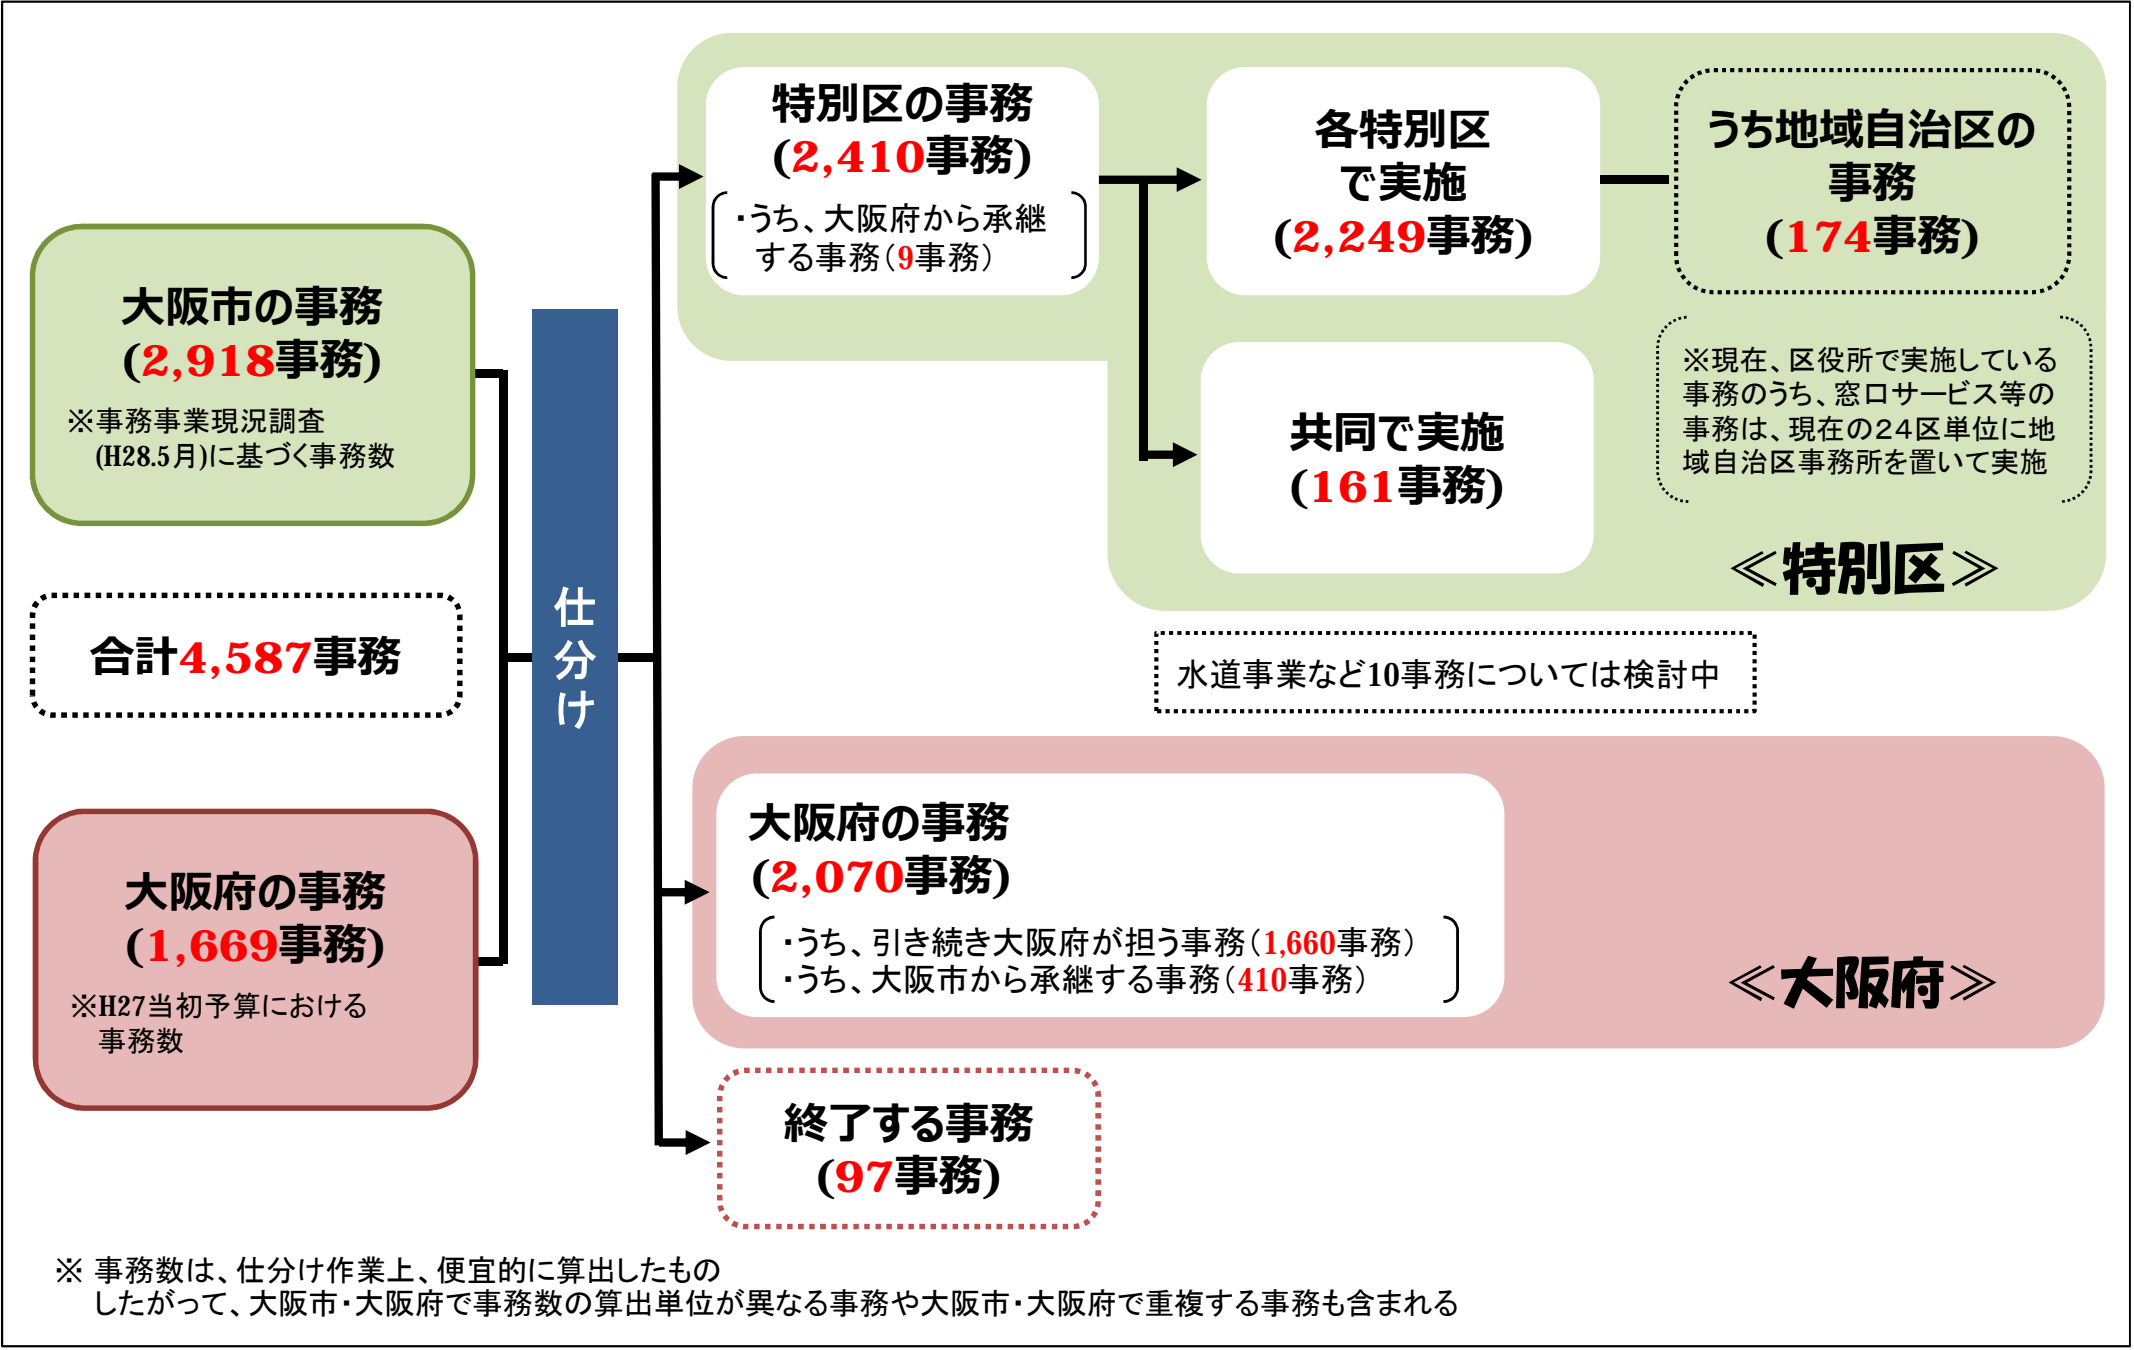 大阪市の事務
(2,918事務)
※事務事業現況調査
(H28.5月)に基づく事務数
合計4,587事務
大阪府の事務
(1,669事務)
※H27当初予算における
事務数
仕分け
特別区の事務
(2,410事務)
・うち、大阪府から承継
する事務(9事務)
各特別区
で実施
(2,249事務)
うち地域自治区の
事務
(174事務)
※現在、区役所で実施している
事務のうち、窓口サービス等の
事務は、現在の24区単位に地
域自治区事務所を置いて実施
共同で実施
(161事務)
≪特別区≫
水道事業など10事務については検討中
大阪府の事務
(2,070事務)
・うち、引き続き大阪府が担う事務(1,660事務)
・うち、大阪市から承継する事務(410事務)
≪大阪府≫
終了する事務
(97事務)
※ 事務数は、仕分け作業上、便宜的に算出したもの
したがって、大阪市・大阪府で事務数の算出単位が異なる事務や大阪市・大阪府で重複する事務も含まれる